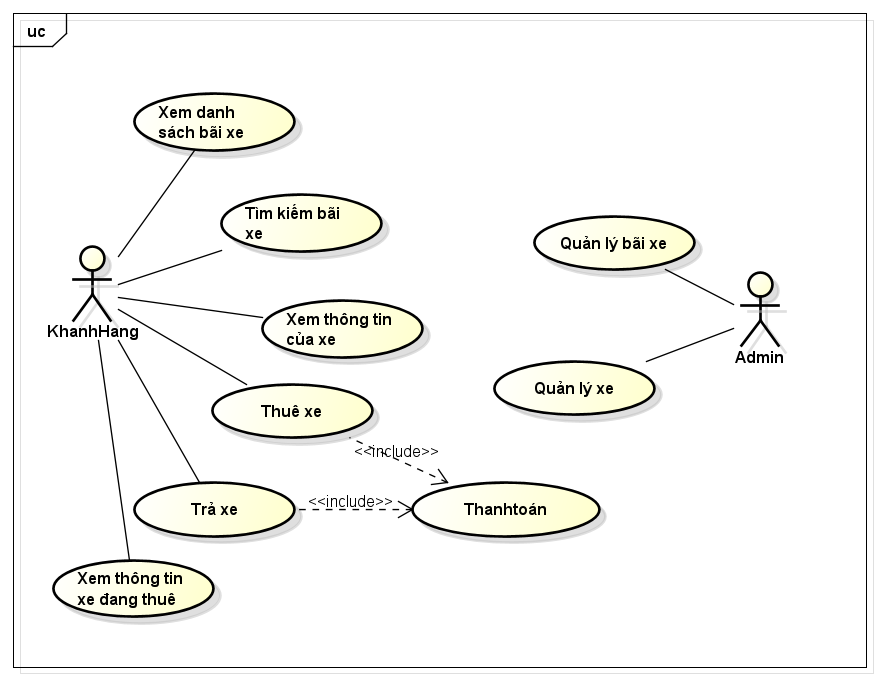 uc
Xem danh
sách bãi xe
Tìm kiếm bãi
xe
Quản lý bãi xe
KhanhHang
Xem thông tin
của xe
Admin
Thuê xe
Quản lý xe
<<include>>
Trả xe
<<include>>
Thanhtoán
Xem thông tin
xe đang thuê